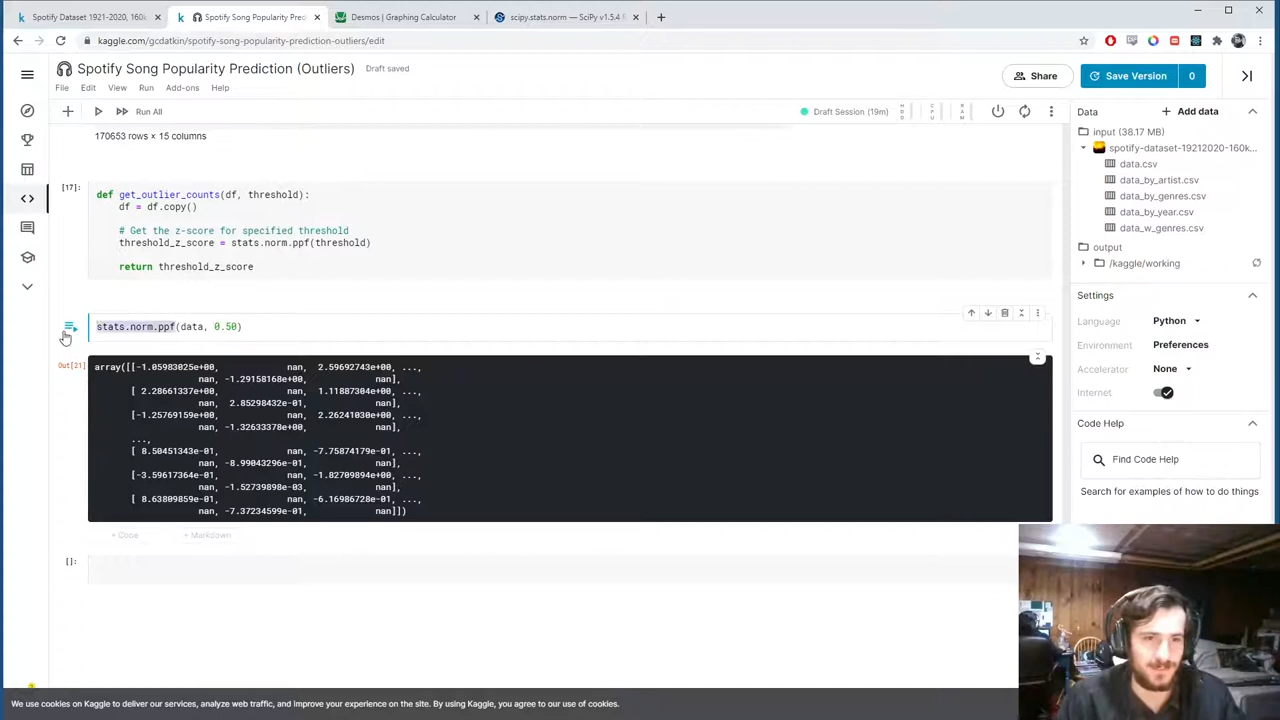 Spotify Dataset 1921-2020, 160k
Spotify Song Popularity Pred
Desmos | Graphing Calculator
scipy.stats.norm — SciPy v1.5.4 R
kaggle.com/gcdatkin/spotify-song-popularity-prediction-outliers/edit
Spotify Song Popularity Prediction (Outliers)
Draft saved
Share
Save Version
0
File
Edit
View
Run
Add-ons
Help
Run All
Draft Session (19m)
Data
Add data
170653 rows × 15 columns
input (38.17 MB)
spotify-dataset-19212020-160k...
data.csv
data_by_artist.csv
data_by_genres.csv
data_by_year.csv
data_w_genres.csv
output
/kaggle/working
[17]:
def get_outlier_counts(df, threshold):
df = df.copy()
# Get the z-score for specified threshold
threshold_z_score = stats.norm.ppf(threshold)
return threshold_z_score
stats.norm.ppf(data, 0.50)
Out[21]
array([[-1.05983025e+00, nan, 2.59692743e+00, ...,
nan, -1.29158168e+00, nan],
[ 2.28661337e+00, nan, 1.11887304e+00, ...,
nan, 2.85298432e-01, nan],
[-1.25769159e+00, nan, 2.26241030e+00, ...,
nan, -1.32633378e+00, nan],
...,
[ 8.50451343e-01, nan, -7.75874179e-01, ...,
nan, -8.99043296e-01, nan],
[-3.59617364e-01, nan, -1.82709894e+00, ...,
nan, -1.52739898e-03, nan],
[ 8.63809859e-01, nan, -6.16986728e-01, ...,
nan, -7.37234599e-01, nan]])
+ Code
+ Markdown
[]:
Settings
Language
Python
Environment
Preferences
Accelerator
None
Internet
Code Help
Find Code Help
Search for examples of how to do things
We use cookies on Kaggle to deliver our services, analyze web traffic, and improve your experience on the site. By using Kaggle, you agree to our use of cookies.